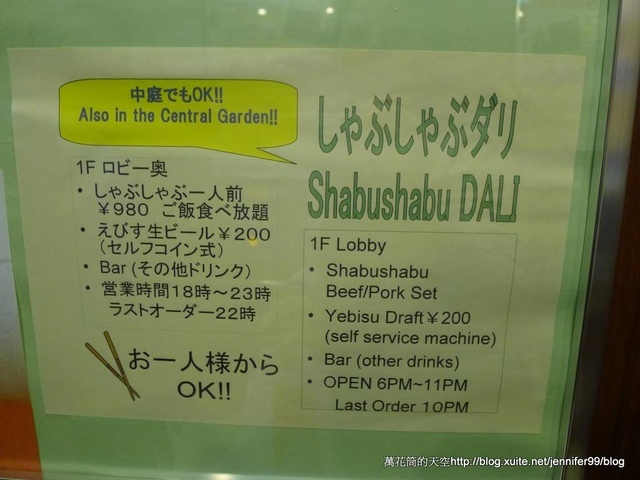 中庭でもOK!!
Also in the Central Garden!!
しゃぶしゃぶダリ
Shabushabu DALI
1F ロビー奥
• しゃぶしゃぶ一人前
￥980 ご飯食べ放題
• えびす生ビール￥200
（セルフコイン式）
• Bar (その他ドリンク)
• 営業時間18時～23時
ラストオーダー22時
お一人様から
OK!!
1F Lobby
• Shabushabu
Beef/Pork Set
• Yebisu Draft￥200
(self service machine)
• Bar (other drinks)
• OPEN 6PM~11PM
Last Order 10PM
萬花筒的天空http://blog.xuite.net/jennifer99/blog